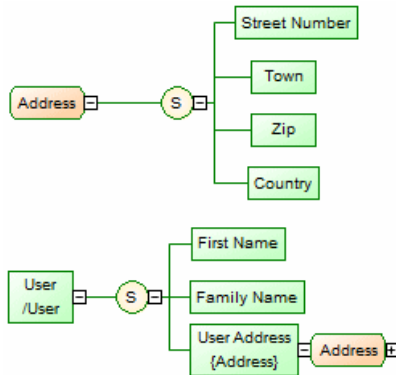 Street Number
Town
Address
S
Zip
Country
First Name
User
/User
S
Family Name
User Address
{Address}
Address